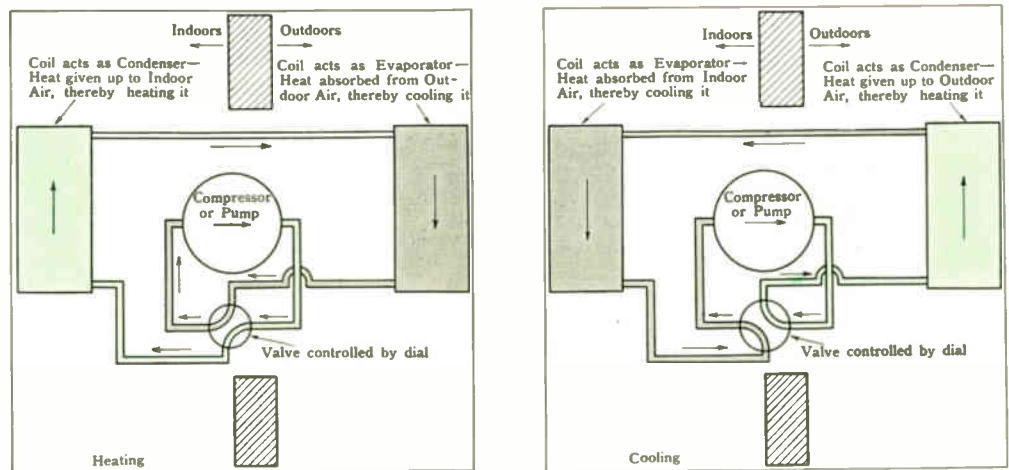 Indoors
Outdoors
Coil acts as Condenser—
Heat given up to Indoor
Air, thereby heating it
Coil acts as Evaporator—
Heat absorbed from Out-
door Air, thereby cooling it
Compressor
or Pump
Valve controlled by dial
Heating
Indoors
Outdoors
Coil acts as Evaporator—
Heat absorbed from Indoor
Air, thereby cooling it
Coil acts as Condenser—
Heat given up to Outdoor
Air, thereby heating it
Compressor
or Pump
Valve controlled by dial
Cooling